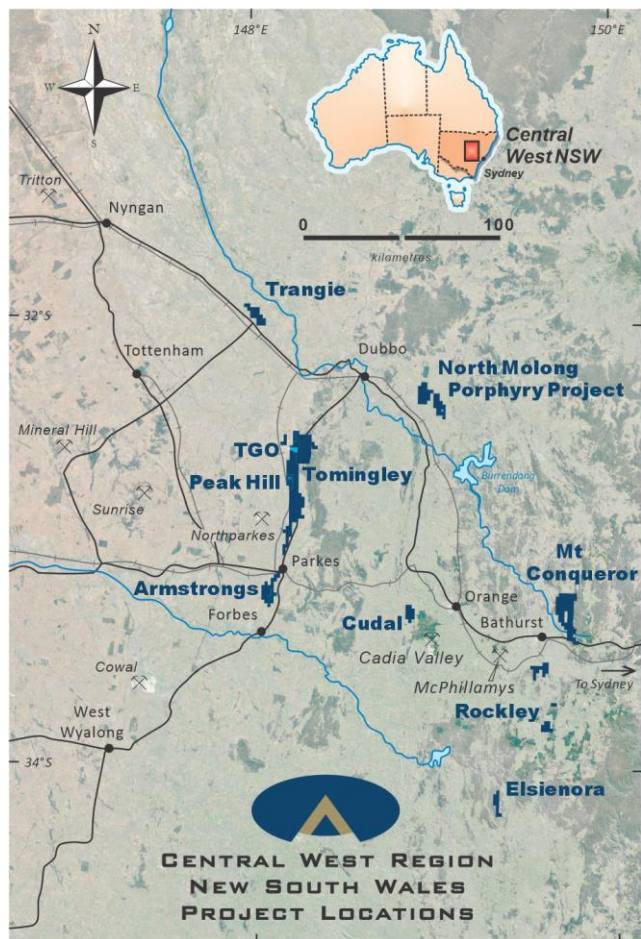 148°E
150°E
N
W
E
S
Central
West NSW
Sydney
0
100
kilometres
Tritton
Nyngan
Trangie
32°S
Tottenham
Dubbo
North Molong
Porphyry Project
Mineral Hill
TGO
Peak Hill
Tomingley
Burrendong
Dam
Sunrise
Northparkes
Mt
Conqueror
Parkes
Armstrongs
Orange
Forbes
Cudal
Bathurst
Cadia Valley
Cowal
McPhillamys
To Sydney
West
Wyalong
Rockley
34°S
Elsienora
CENTRAL WEST REGION
NEW SOUTH WALES
PROJECT LOCATIONS